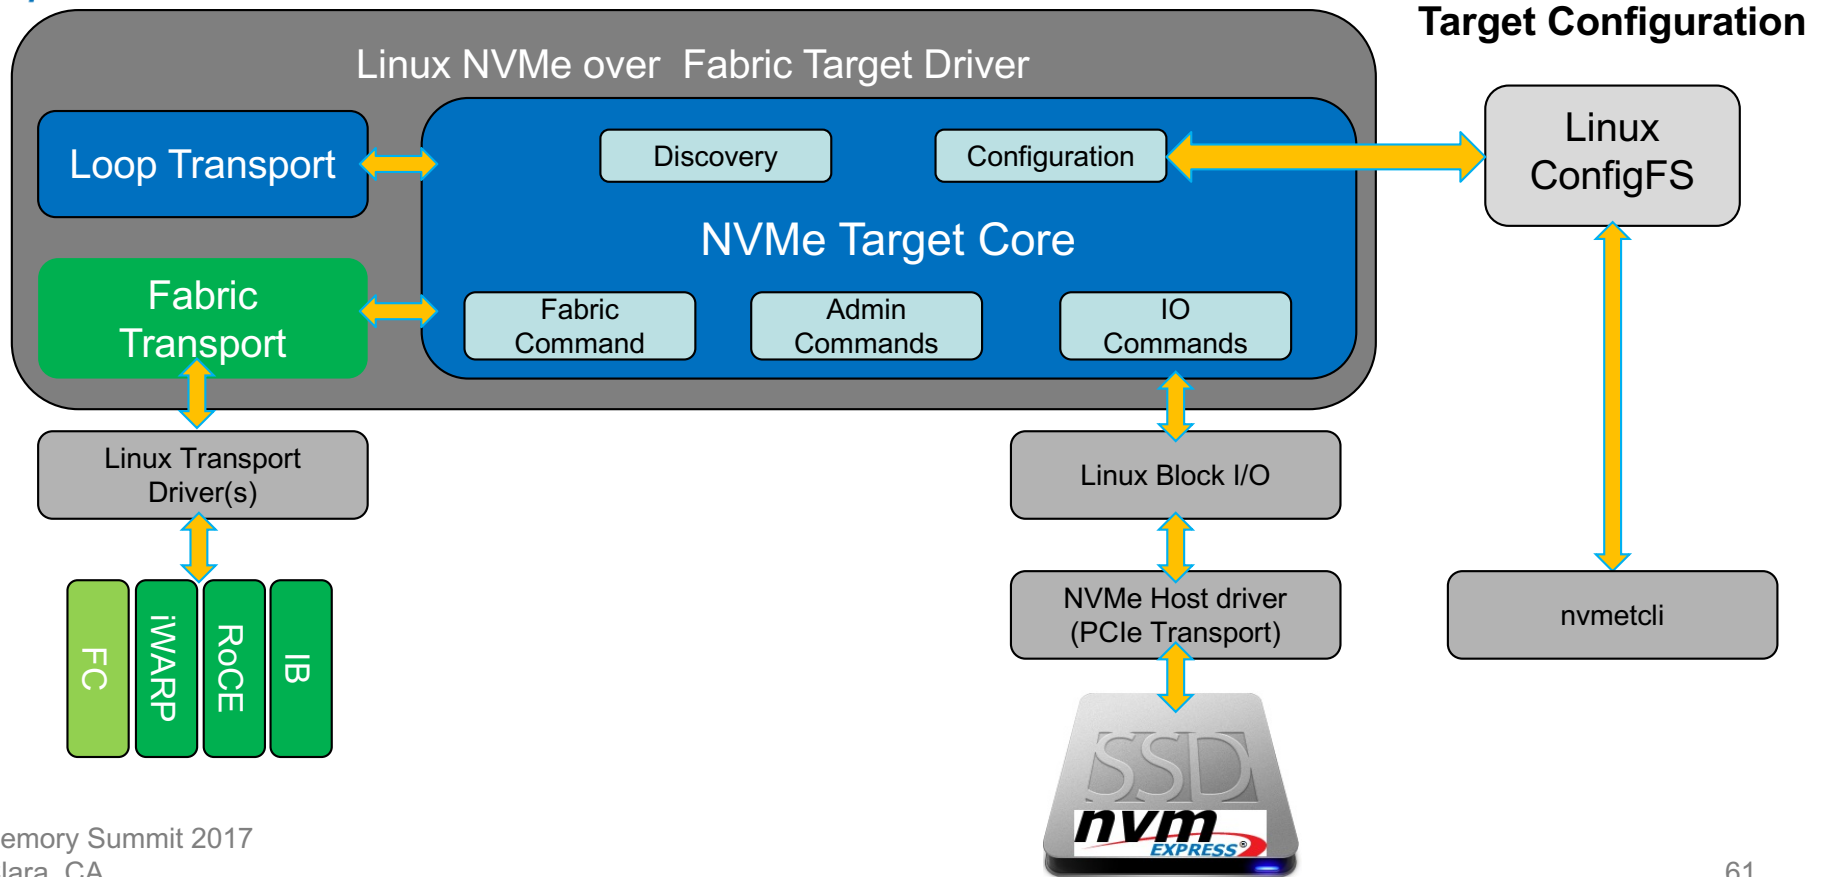 Target Configuration
Linux NVMe over  Fabric Target Driver
Loop Transport
Discovery
Configuration
Linux
ConfigFS
NVMe Target Core
Fabric
Transport
Fabric
Command
Admin
Commands
IO
Commands
Linux Transport
Driver(s)
Linux Block I/O
NVMe Host driver
(PCIe Transport)
nvmetcli
FC
iWARP
RoCE
IB
SSD
nvm
EXPRESS®
emory Summit 2017
lara, CA
61